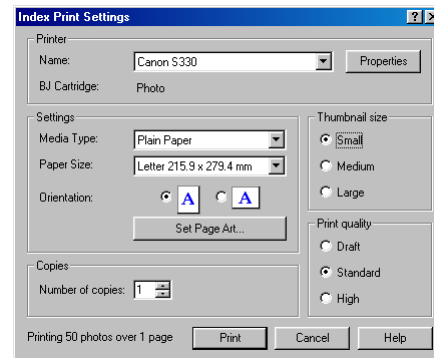 Index Print Settings
Printer
Name: Canon S330 Properties
BJ Cartridge: Photo
Settings
Media Type: Plain Paper
Paper Size: Letter 215.9 x 279.4 mm
Orientation: A A
Set Page Art...
Copies
Number of copies: 1
Thumbnail size
Small
Medium
Large
Print quality
Draft
Standard
High
Printing 50 photos over 1 page Print Cancel Help